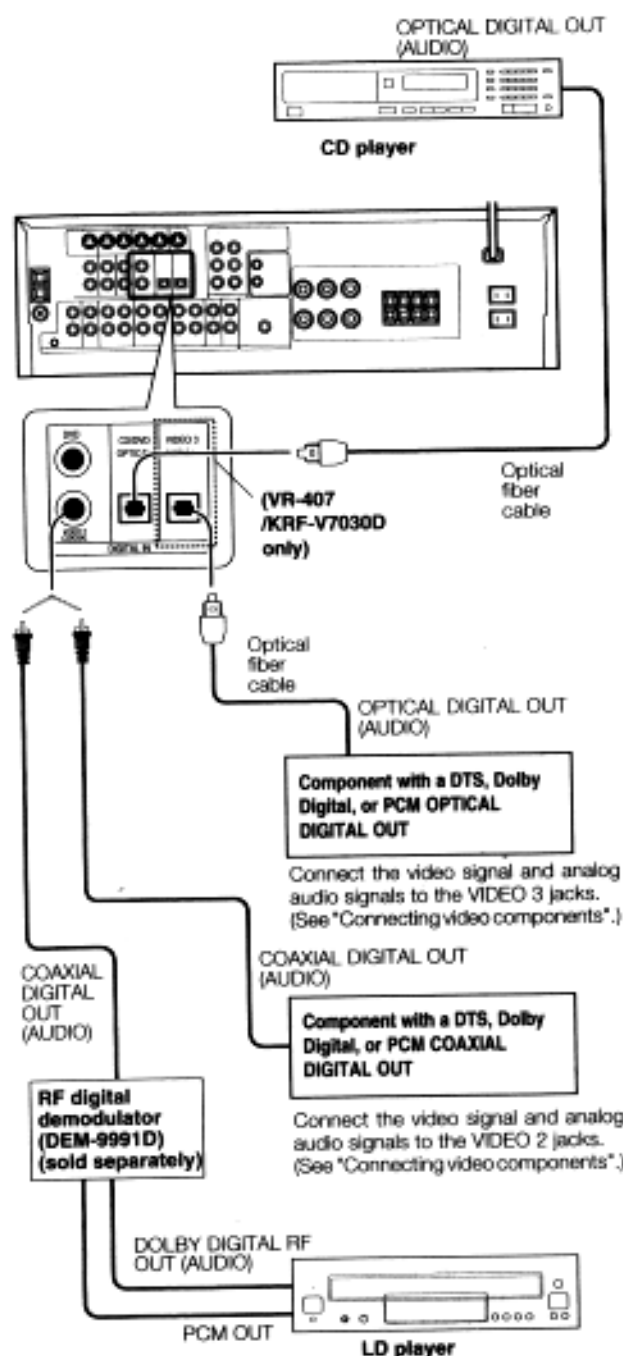 OPTICAL DIGITAL OUT
(AUDIO)
CD player
DVD
CD/DVD
VIDEO 3
DIGITAL IN
(VR-407
/KRF-V7030D
only)
Optical
fiber
cable
Optical
fiber
cable
OPTICAL DIGITAL OUT
(AUDIO)
Component with a DTS, Dolby
Digital, or PCM OPTICAL
DIGITAL OUT
Connect the video signal and analog
audio signals to the VIDEO 3 jacks.
(See "Connecting video components".)
COAXIAL
DIGITAL
OUT
(AUDIO)
COAXIAL DIGITAL OUT
(AUDIO)
Component with a DTS, Dolby
Digital, or PCM COAXIAL
DIGITAL OUT
RF digital
demodulator
(DEM-9991D)
(sold separately)
Connect the video signal and analog
audio signals to the VIDEO 2 jacks.
(See "Connecting video components".)
DOLBY DIGITAL RF
OUT (AUDIO)
PCM OUT
LD player